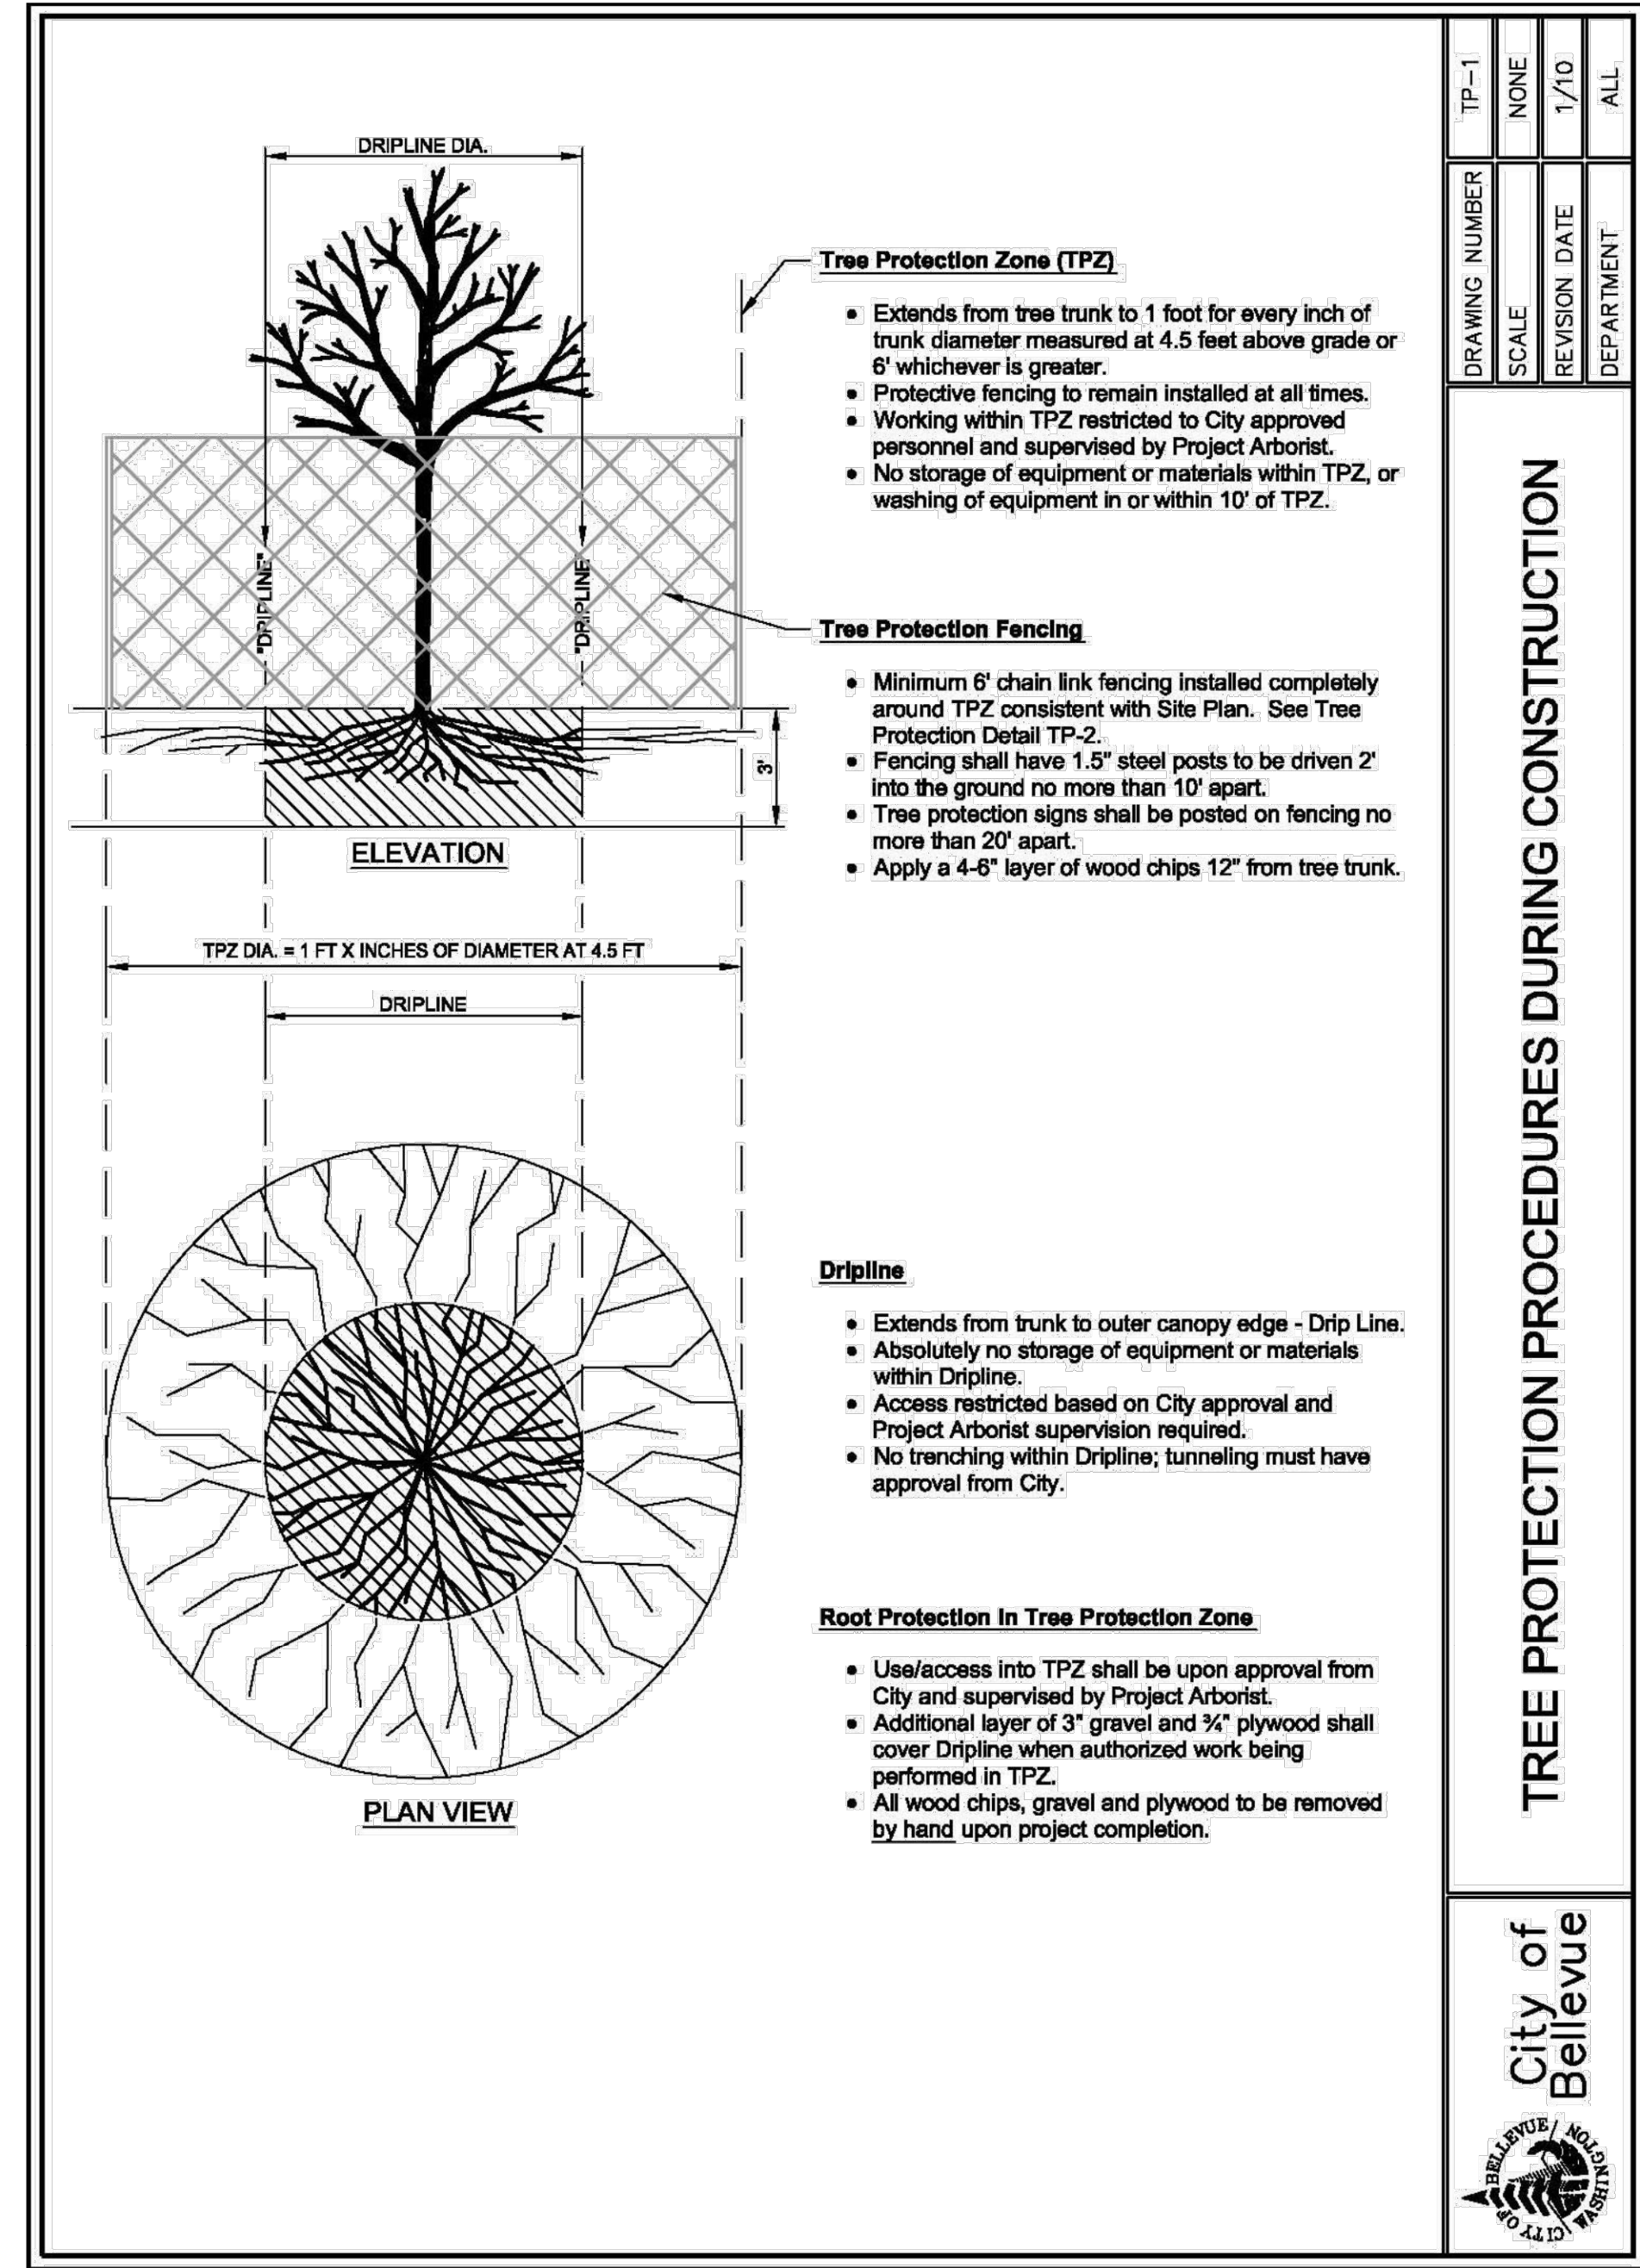 DRIPLINE DIA.
"DRIPLINE"
"DRIPLINE"
3'
ELEVATION
TPZ DIA. = 1 FT X INCHES OF DIAMETER AT 4.5 FT
DRIPLINE
PLAN VIEW
Tree Protection Zone (TPZ)
• Extends from tree trunk to 1 foot for every inch of
trunk diameter measured at 4.5 feet above grade or
6' whichever is greater.
• Protective fencing to remain installed at all times.
• Working within TPZ restricted to City approved
personnel and supervised by Project Arborist.
• No storage of equipment or materials within TPZ, or
washing of equipment in or within 10' of TPZ.
Tree Protection Fencing
• Minimum 6' chain link fencing installed completely
around TPZ consistent with Site Plan. See Tree
Protection Detail TP-2.
• Fencing shall have 1.5" steel posts to be driven 2'
into the ground no more than 10' apart.
• Tree protection signs shall be posted on fencing no
more than 20' apart.
• Apply a 4-6" layer of wood chips 12" from tree trunk.
Dripline
• Extends from trunk to outer canopy edge - Drip Line.
• Absolutely no storage of equipment or materials
within Dripline.
• Access restricted based on City approval and
Project Arborist supervision required.
• No trenching within Dripline; tunneling must have
approval from City.
Root Protection in Tree Protection Zone
• Use/access into TPZ shall be upon approval from
City and supervised by Project Arborist.
• Additional layer of 3" gravel and ¾" plywood shall
cover Dripline when authorized work being
performed in TPZ.
• All wood chips, gravel and plywood to be removed
by hand upon project completion.
DRAWING NUMBER TP-1
SCALE NONE
REVISION DATE 1/10
DEPARTMENT ALL
TREE PROTECTION PROCEDURES DURING CONSTRUCTION
City of
Bellevue
CITY OF BELLEVUE WASHINGTON